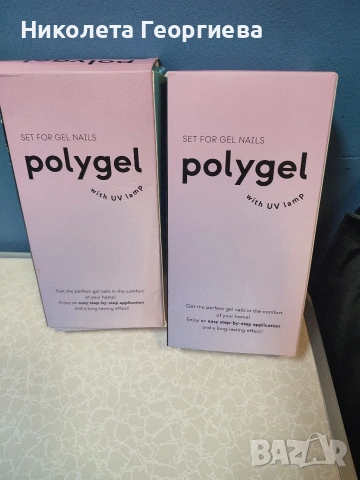 Николета Георгиева
polygel
SET FOR GEL NAILS
polygel
with UV lamp
Get the perfect gel nails in the comfort
of your home!
Enjoy an easy step-by-step application
and a long-lasting effect!
SET FOR GEL NAILS
polygel
with UV lamp
Get the perfect gel nails in the comfort
of your home!
Enjoy an easy step-by-step application
and a long-lasting effect!
BAZAR